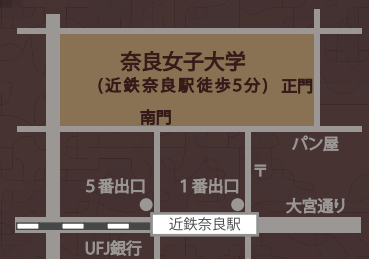 奈良女子大学
(近鉄奈良駅徒歩5分) 正門
南門
パン屋
〒
5番出口 1番出口
大宮通り
近鉄奈良駅
UFJ銀行